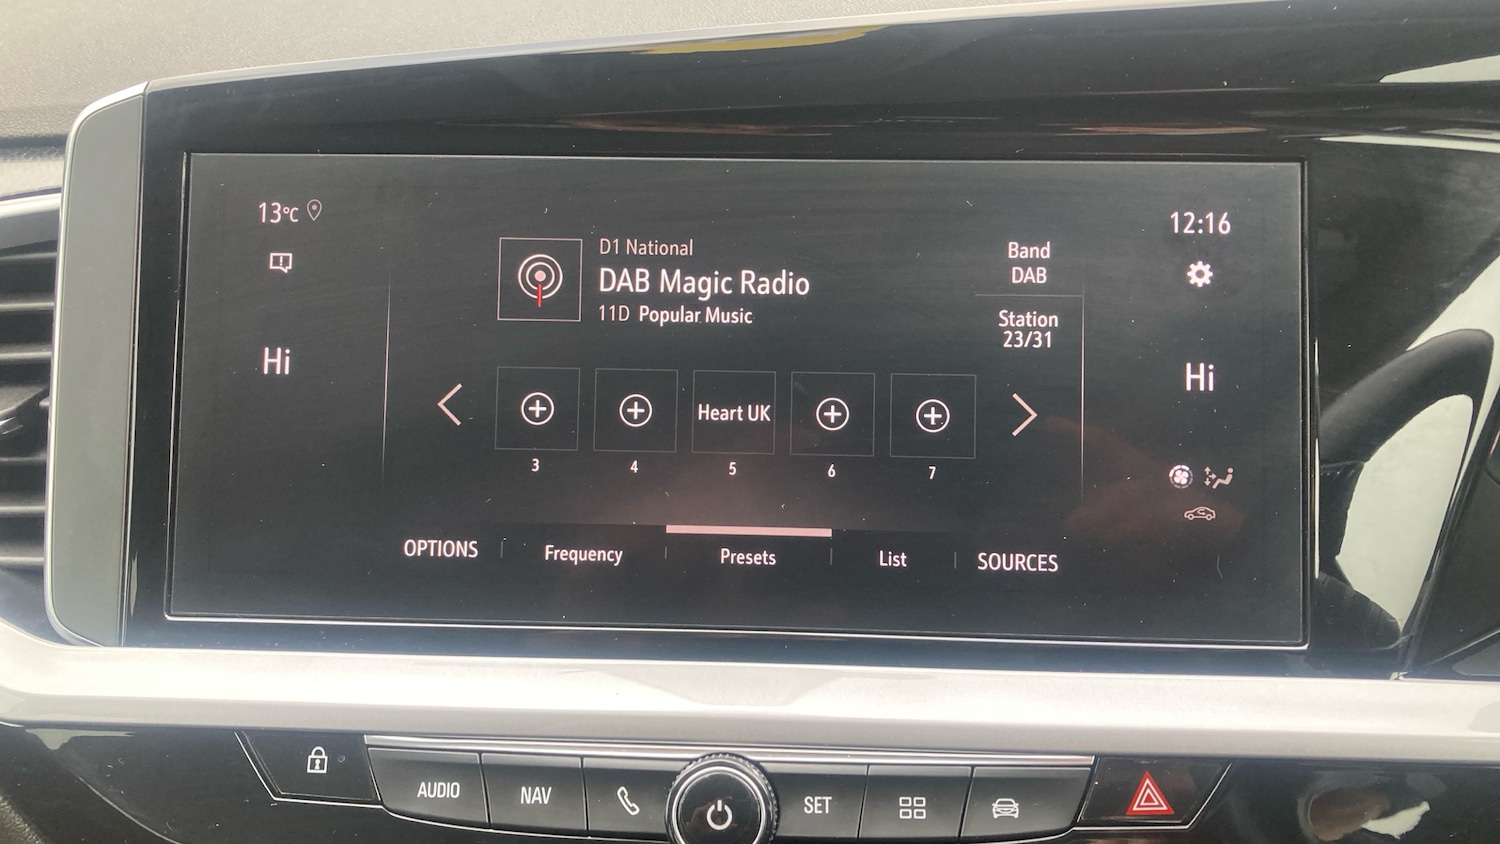 13°C
12:16
D1 National
DAB Magic Radio
11D Popular Music
Band
DAB
Station
23/31
Hi
Hi
Heart UK
3
4
5
6
7
OPTIONS
Frequency
Presets
List
SOURCES
AUDIO
NAV
SET